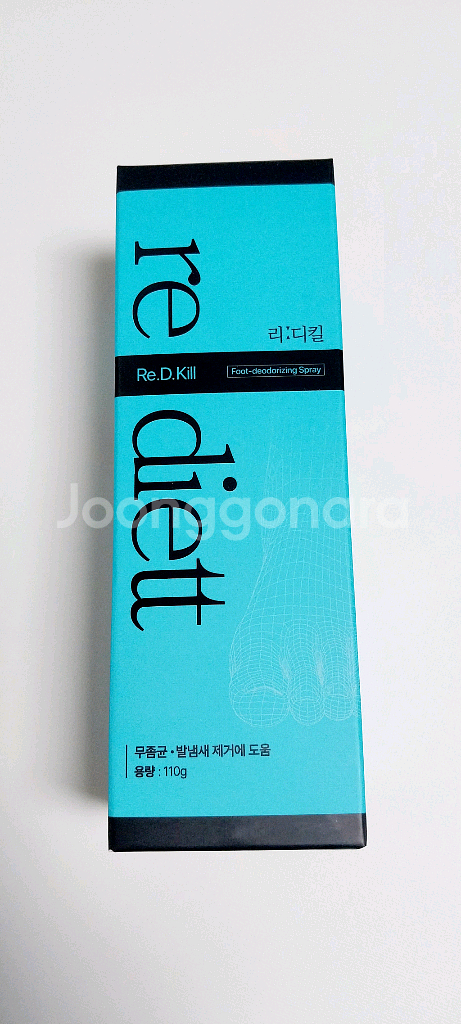 re diett
리:디킬
Re.D.Kill
Foot-deodorizing Spray
Joonggonara
무좀균・발냄새 제거에 도움
용량 : 110g